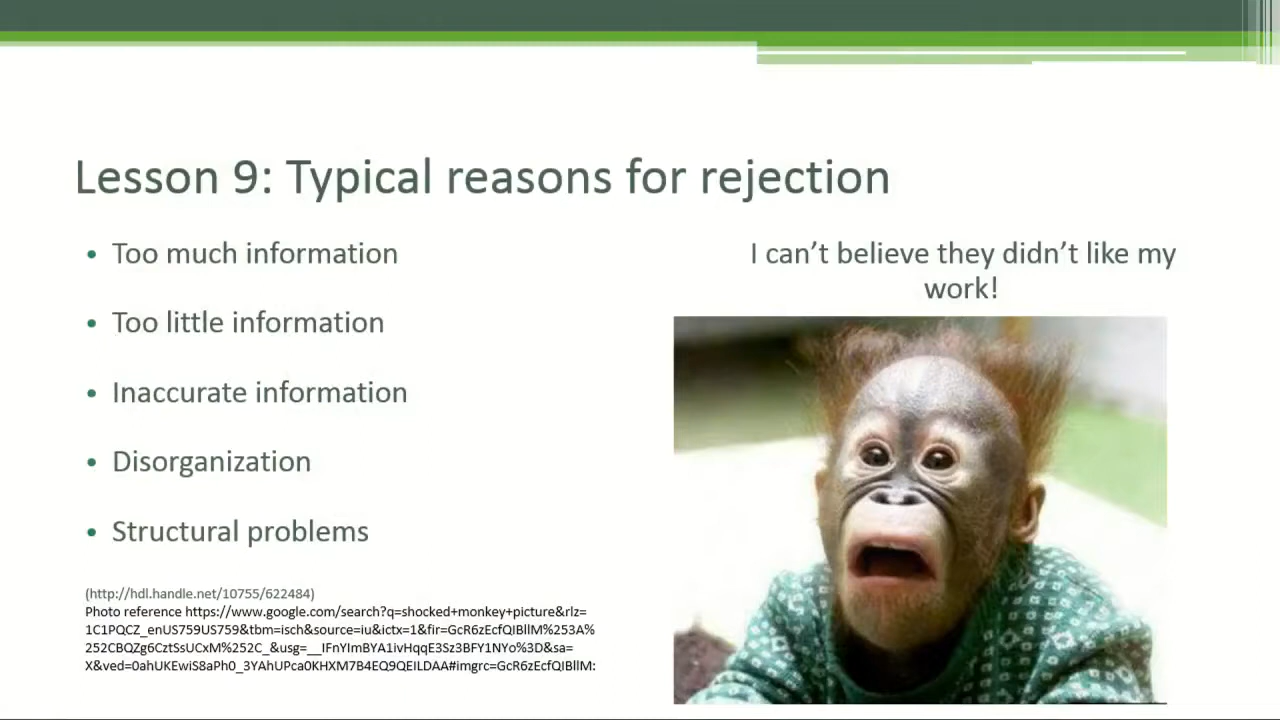 Lesson 9: Typical reasons for rejection
• Too much information
• Too little information
• Inaccurate information
• Disorganization
• Structural problems
(http://hdl.handle.net/10755/622484)
Photo reference https://www.google.com/search?q=shocked+monkey+picture&rlz=
1C1PQCZ_enUS759US759&tbm=isch&source=iu&ictx=1&fir=GcR6zEcfQIBllM%253A%
252CBQZg6CztSsUCxM%252C_&usg=__IFnYImBYA1ivHqqE3Sz3BFY1NYo%3D&sa=
X&ved=0ahUKEwiS8aPh0_3YAhUPca0KHXM7B4EQ9QEILDAA#imgrc=GcR6zEcfQIBllM:
I can’t believe they didn’t like my
work!